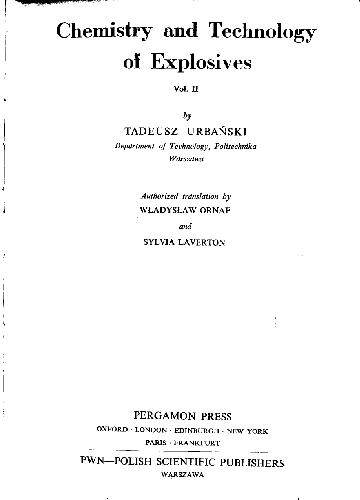 Chemistry and Technology
of Explosives
Vol. II
by
TADEUSZ URBAŃSKI
Department of Technology, Politechnika
Warszawa
Authorized translation by
WŁADYSŁAW ORNAF
and
SYLVIA LAVERTON
PERGAMON PRESS
OXFORD · LONDON · EDINBURGH · NEW YORK
PARIS · FRANKFURT
PWN—POLISH SCIENTIFIC PUBLISHERS
WARSZAWA